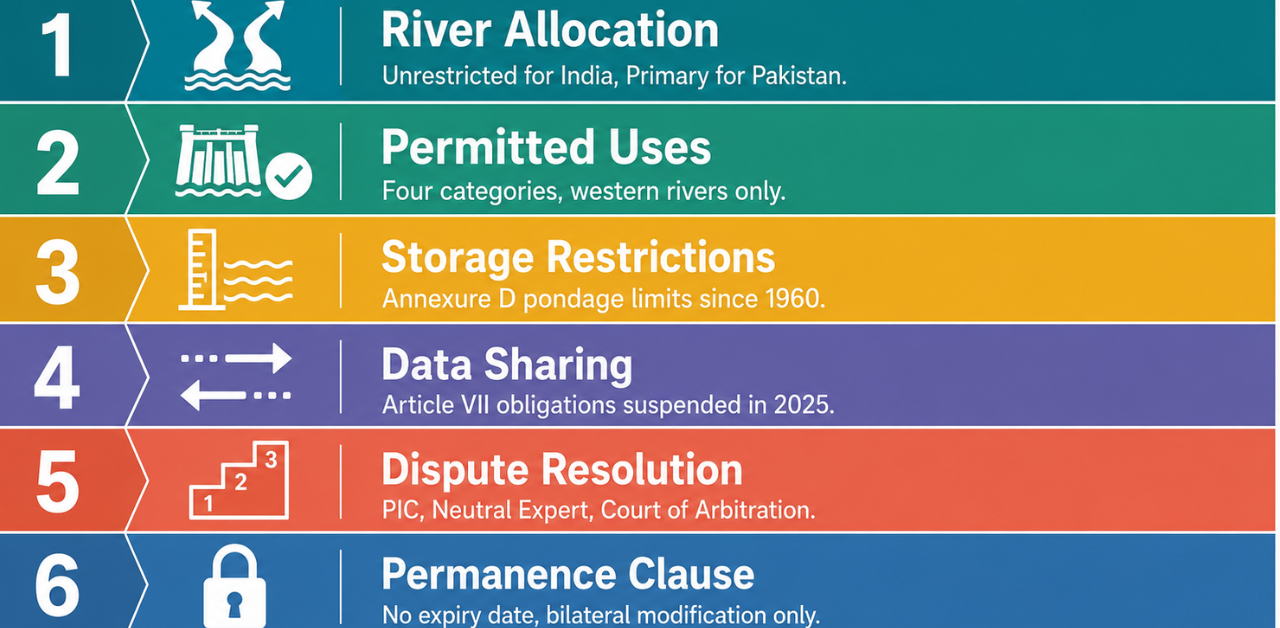 1
River Allocation
Unrestricted for India, Primary for Pakistan.
2
Permitted Uses
Four categories, western rivers only.
3
Storage Restrictions
Annexure D pondage limits since 1960.
4
Data Sharing
Article VII obligations suspended in 2025.
5
1
2
3
Dispute Resolution
PIC, Neutral Expert, Court of Arbitration.
6
Permanence Clause
No expiry date, bilateral modification only.